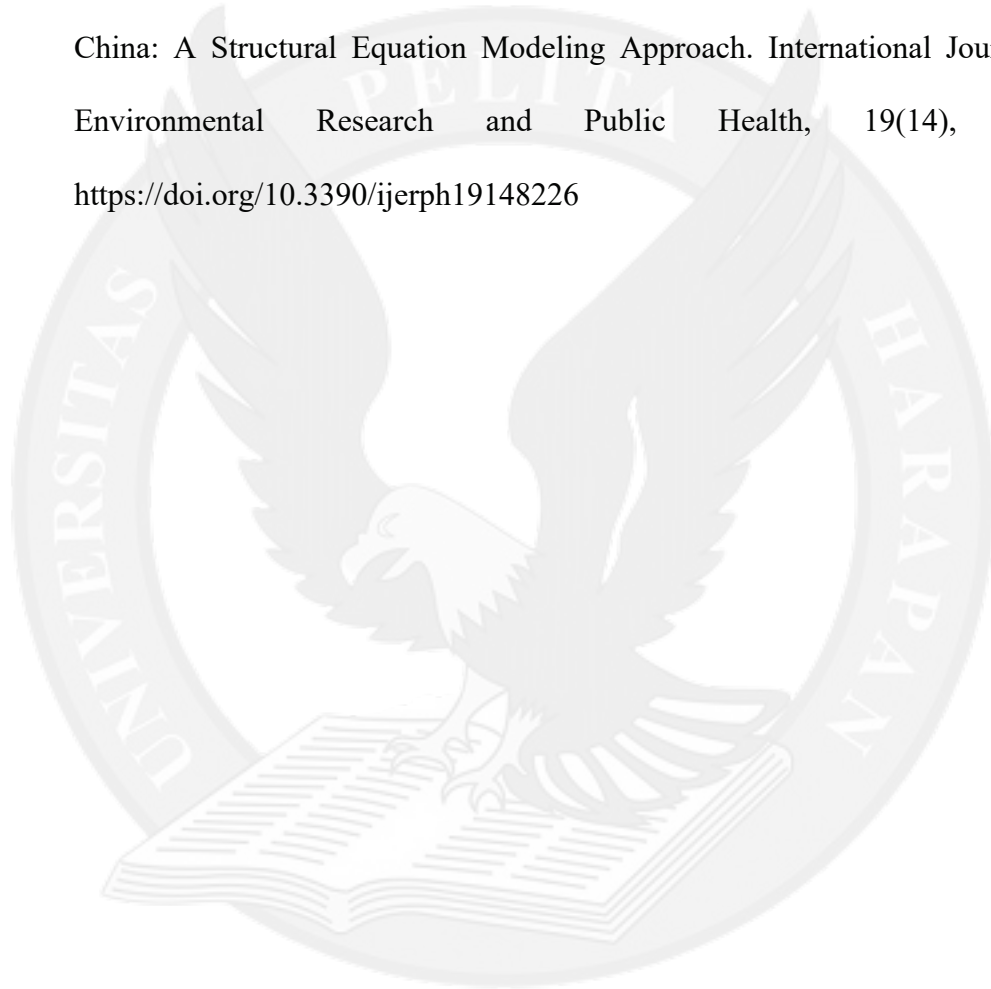 China: A Structural Equation Modeling Approach. International Jou
Environmental Research and Public Health, 19(14),
https://doi.org/10.3390/ijerph19148226
UNIVERSITAS PELITA HARAPAN